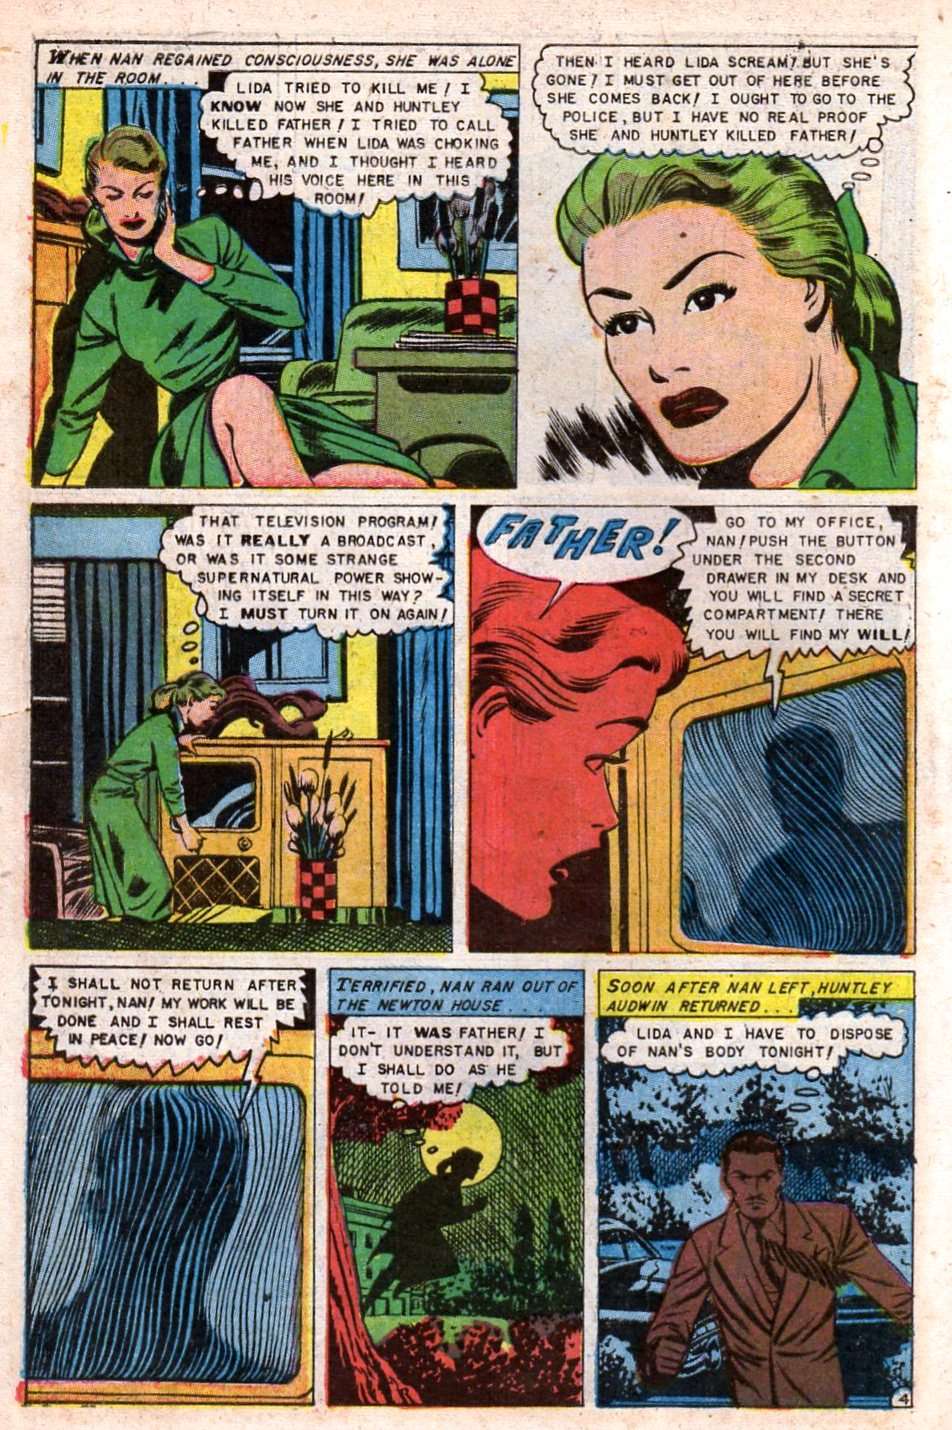 WHEN NAN REGAINED CONSCIOUSNESS, SHE WAS ALONE
IN THE ROOM....
LIDA TRIED TO KILL ME! I
KNOW NOW SHE AND HUNTLEY
KILLED FATHER! I TRIED TO CALL
FATHER WHEN LIDA WAS CHOKING
ME, AND I THOUGHT I HEARD
HIS VOICE HERE IN THIS
ROOM!
THEN I HEARD LIDA SCREAM! BUT SHE'S
GONE! I MUST GET OUT OF HERE BEFORE
SHE COMES BACK! I OUGHT TO GO TO THE
POLICE, BUT I HAVE NO REAL PROOF
SHE AND HUNTLEY KILLED FATHER!
THAT TELEVISION PROGRAM!
WAS IT REALLY A BROADCAST,
OR WAS IT SOME STRANGE
SUPERNATURAL POWER SHOW-
ING ITSELF IN THIS WAY?
I MUST TURN IT ON AGAIN!
FATHER!
GO TO MY OFFICE,
NAN! PUSH THE BUTTON
UNDER THE SECOND
DRAWER IN MY DESK AND
YOU WILL FIND A SECRET
COMPARTMENT! THERE
YOU WILL FIND MY WILL!
I SHALL NOT RETURN AFTER
TONIGHT, NAN! MY WORK WILL BE
DONE AND I SHALL REST
IN PEACE! NOW GO!
TERRIFIED, NAN RAN OUT OF
THE NEWTON HOUSE....
IT- IT WAS FATHER! I
DON'T UNDERSTAND IT, BUT
I SHALL DO AS HE
TOLD ME!
SOON AFTER NAN LEFT, HUNTLEY
AUDWIN RETURNED...
LIDA AND I HAVE TO DISPOSE
OF NAN'S BODY TONIGHT!
4